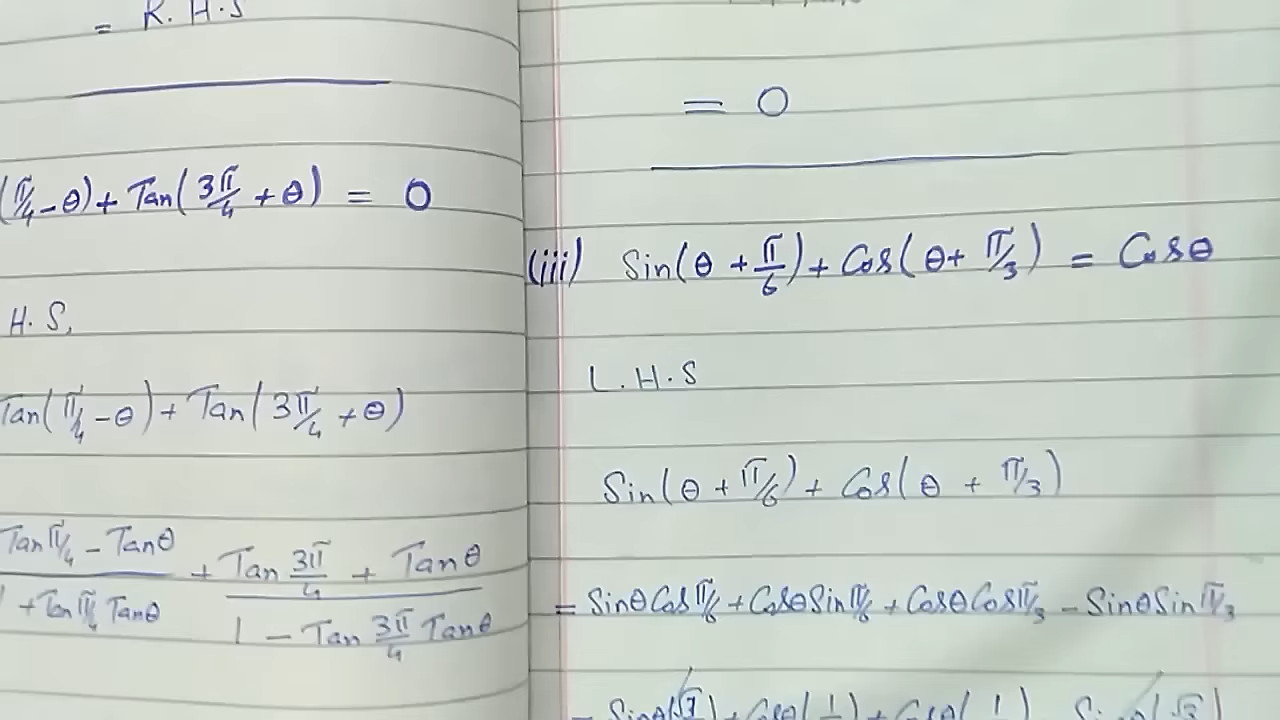 = R.H.S
(π/4 - θ) + Tan(3π/4 + θ) = 0
H.S,
Tan(π/4 - θ) + Tan(3π/4 + θ)
Tan π/4 - Tanθ + Tan 3π/4 + Tanθ
+ Tan π/4 Tanθ 1 - Tan 3π/4 Tanθ
= 0
(iii) Sin(θ + π/6) + Cos(θ + π/3) = Cosθ
L.H.S
Sin(θ + π/6) + Cos(θ + π/3)
= Sinθ Cos π/6 + Cosθ Sin π/6 + Cosθ Cos π/3 - Sinθ Sin π/3